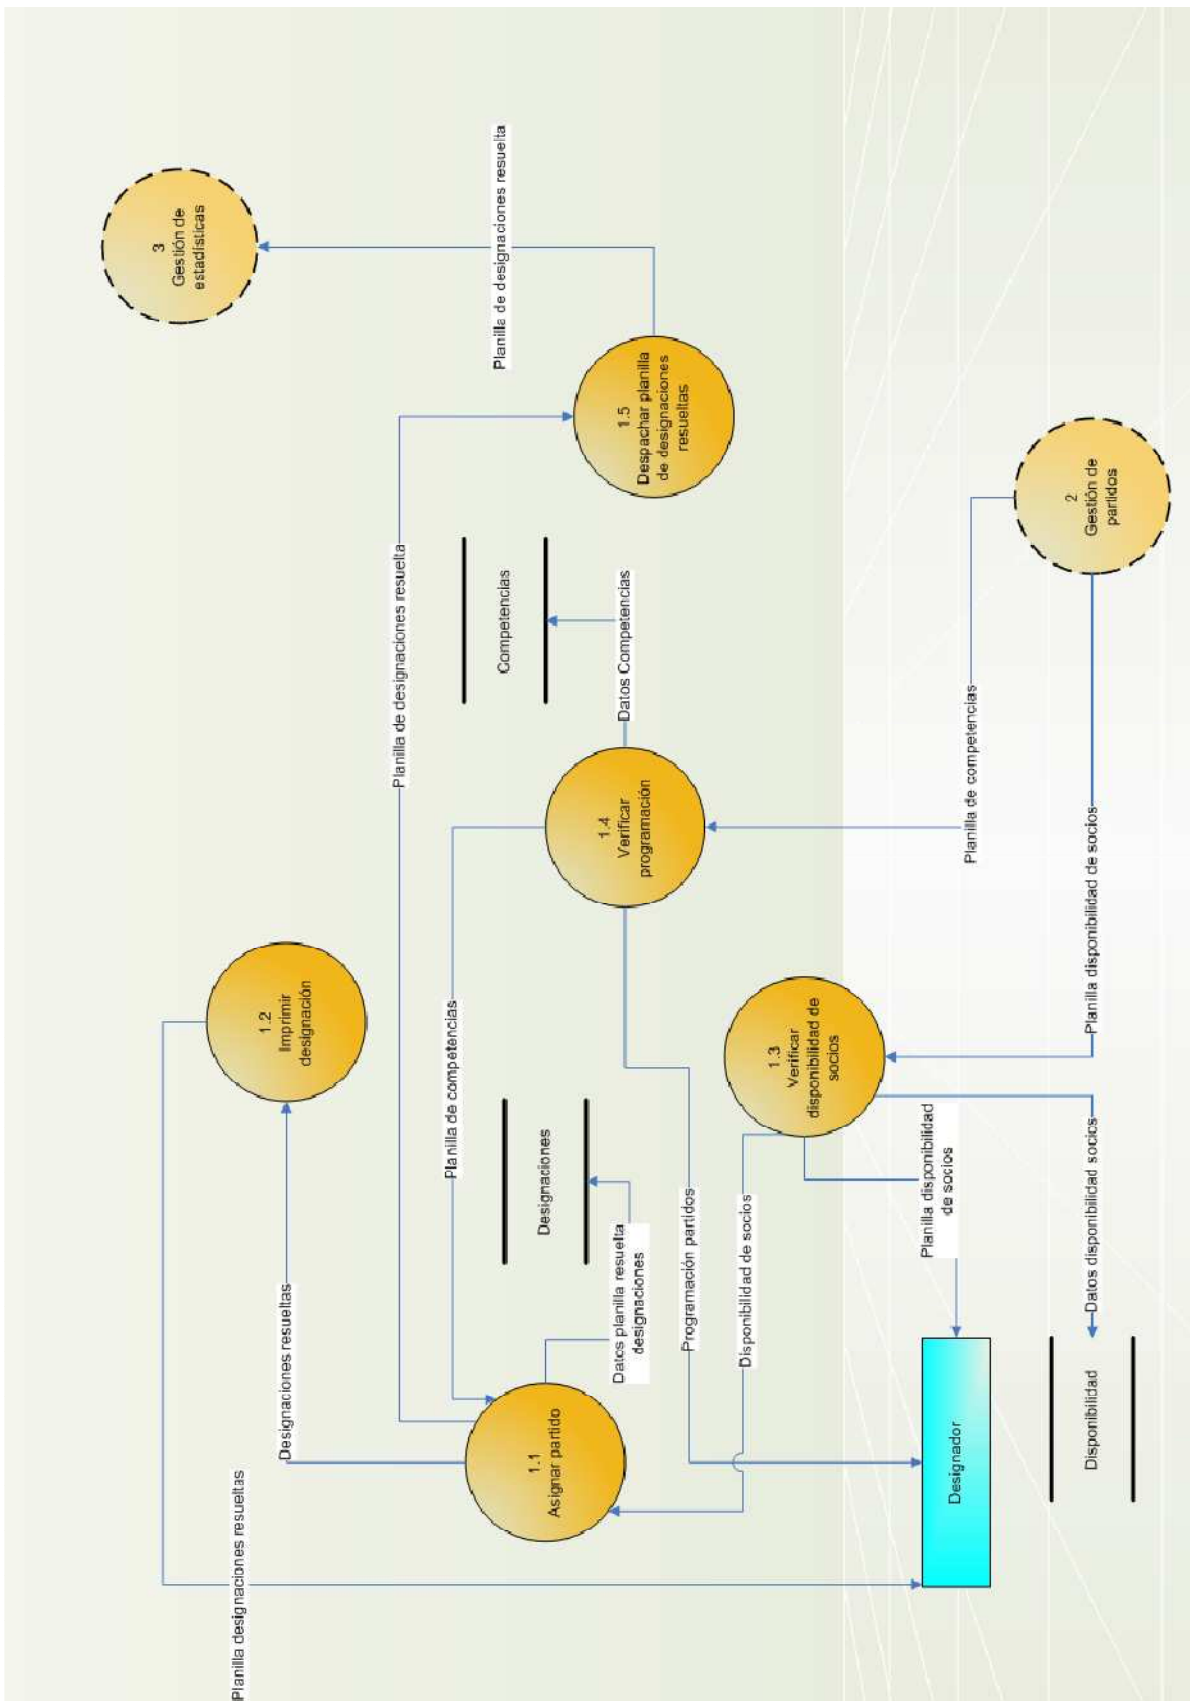 Planilla designaciones resueltas
Designaciones resueltas
1.2
Imprimir
designación
3
Gestión de
estadísticas
Planilla de designaciones resuelta
Planilla de competencias
Planilla de designaciones resuelta
1.1
Asignar partido
Datos planilla resuelta
designaciones
Designaciones
1.4
Verificar
programación
Datos Competencias
Competencias
1.5
Despachar planilla
de designaciones
resueltas
Programación partidos
Disponibilidad de socios
1.3
Verificar
disponibilidad de
socios
Planilla disponibilidad
de socios
Planilla de competencias
Designador
Disponibilidad
Datos disponibilidad socios
Planilla disponibilidad de socios
2
Gestión de
partidos